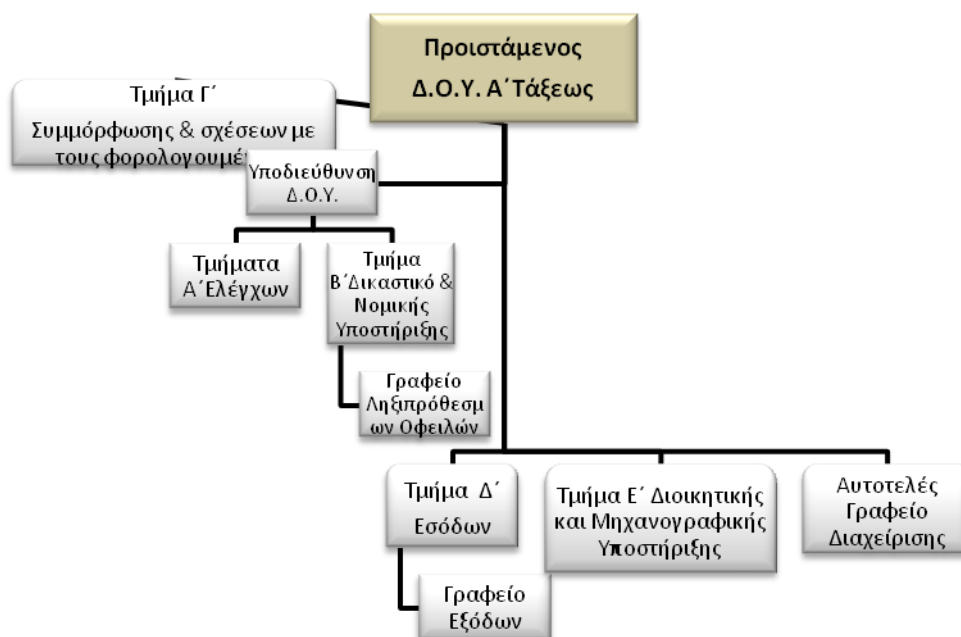 Προιστάμενος
Δ.Ο.Υ. Α΄Τάξεως
Τμήμα Γ΄
Συμμόρφωσης & σχέσεων με
τους
Υποδιεύθυνση
Δ.Ο.Υ.
Τμήματα
Α΄Ελέγχων
Τμήμα
Β΄Δικαστικό &
Νομικής
Υποστήριξης
Γραφείο
Ληξιπρόθεσμ
ων Οφειλών
Τμήμα Δ΄
Εσόδων
Γραφείο
Εξόδων
Τμήμα Ε΄ Διοικητικής
και Μηχανογραφικής
Υποστήριξης
Αυτοτελές
Γραφείο
Διαχείρισης